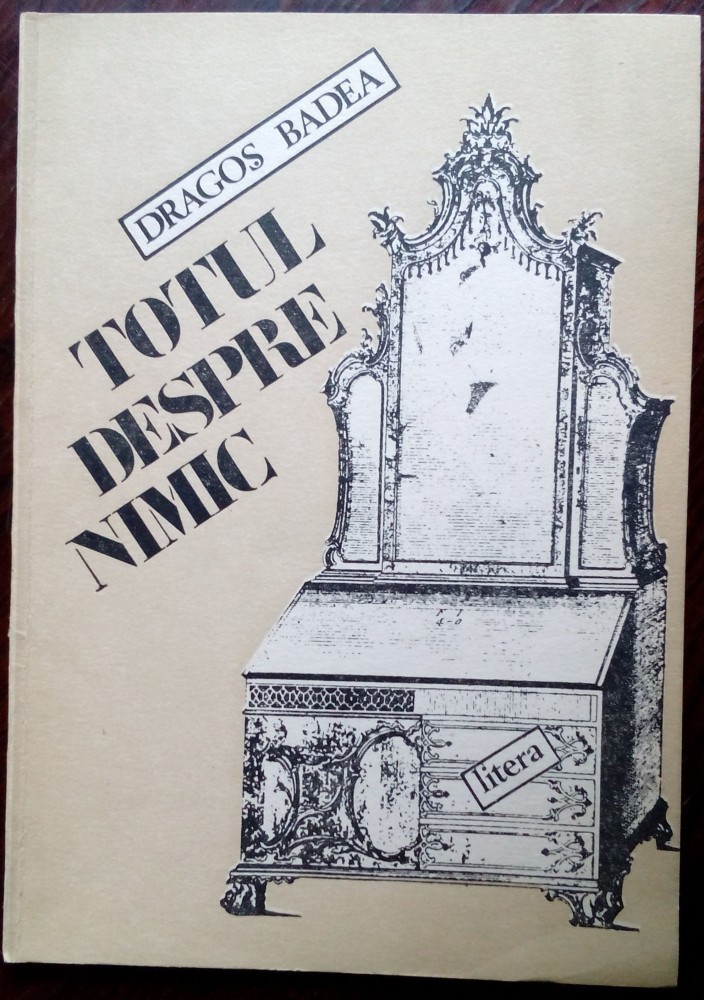 DRAGOS BADEA
TOTUL
DESPRE
NIMIC
litera